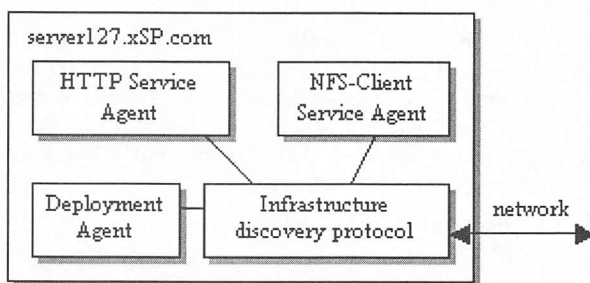 server127.xSP.com
HTTP Service
Agent
NFS-Client
Service Agent
Deployment
Agent
Infrastructure
discovery protocol
network